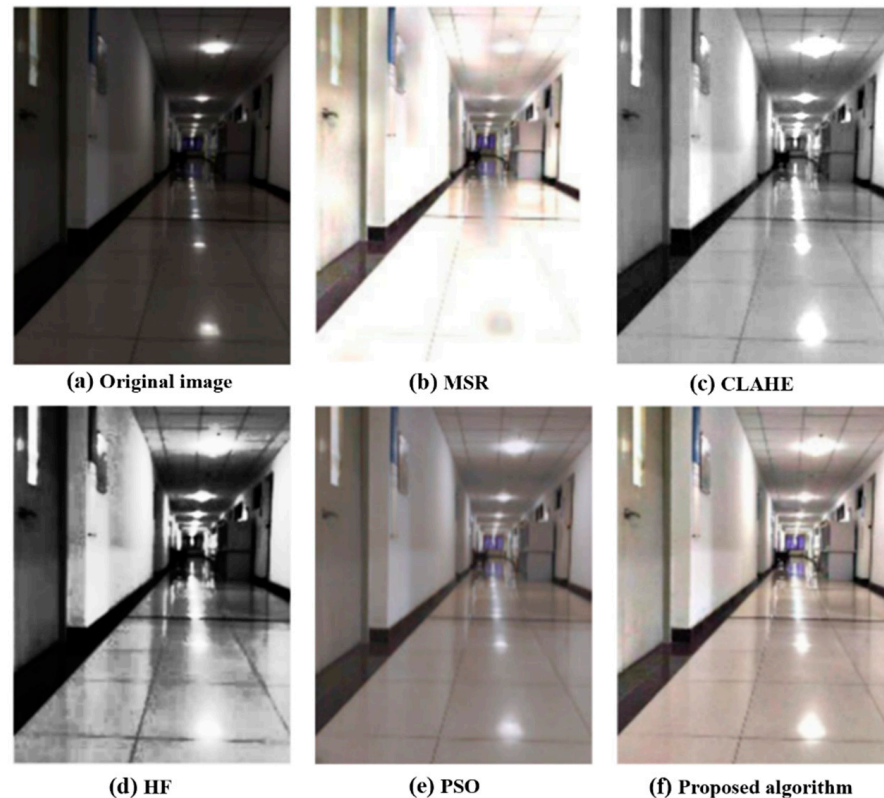 (a) Original image
(b) MSR
(c) CLAHE
(d) HF
(e) PSO
(f) Proposed algorithm